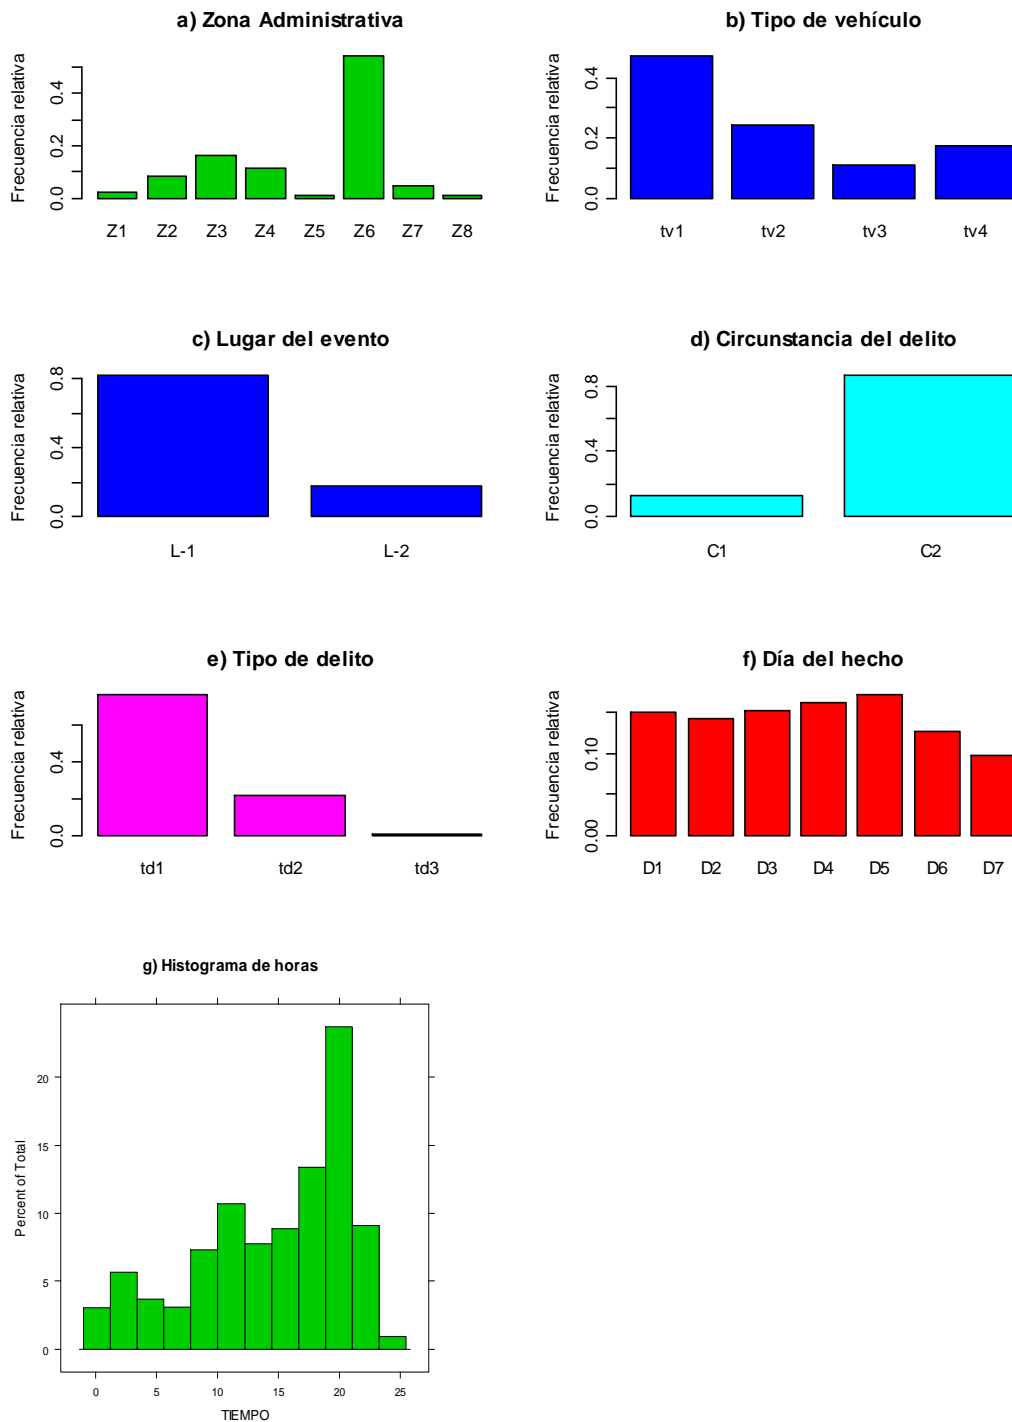 a) Zona Administrativa
Frecuencia relativa
0.0 0.2 0.4
Z1 Z2 Z3 Z4 Z5 Z6 Z7 Z8
b) Tipo de vehículo
Frecuencia relativa
0.0 0.2 0.4
tv1 tv2 tv3 tv4
c) Lugar del evento
Frecuencia relativa
0.0 0.4 0.8
L-1 L-2
d) Circunstancia del delito
Frecuencia relativa
0.0 0.4 0.8
C1 C2
e) Tipo de delito
Frecuencia relativa
0.0 0.4
td1 td2 td3
f) Día del hecho
Frecuencia relativa
0.00 0.10
D1 D2 D3 D4 D5 D6 D7
g) Histograma de horas
Percent of Total
20
15
10
5
0
0 5 10 15 20 25
TIEMPO